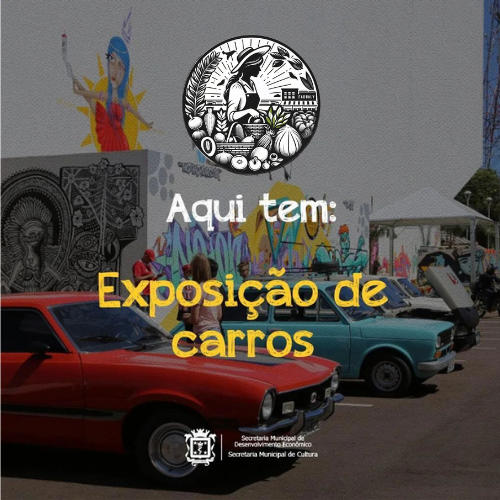 Aqui tem:
Exposição de
carros
Secretaria Municipal de
Desenvolvimento Econômico
Secretaria Municipal de Cultura